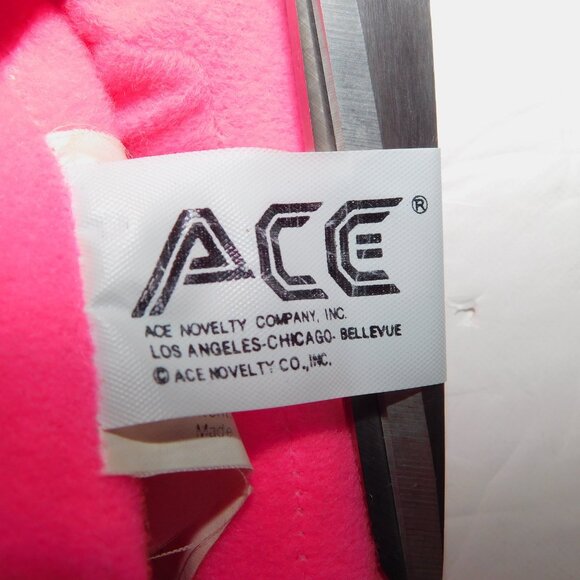 ACE®
ACE NOVELTY COMPANY, INC.
LOS ANGELES-CHICAGO- BELLEVUE
© ACE NOVELTY CO., INC.
Made